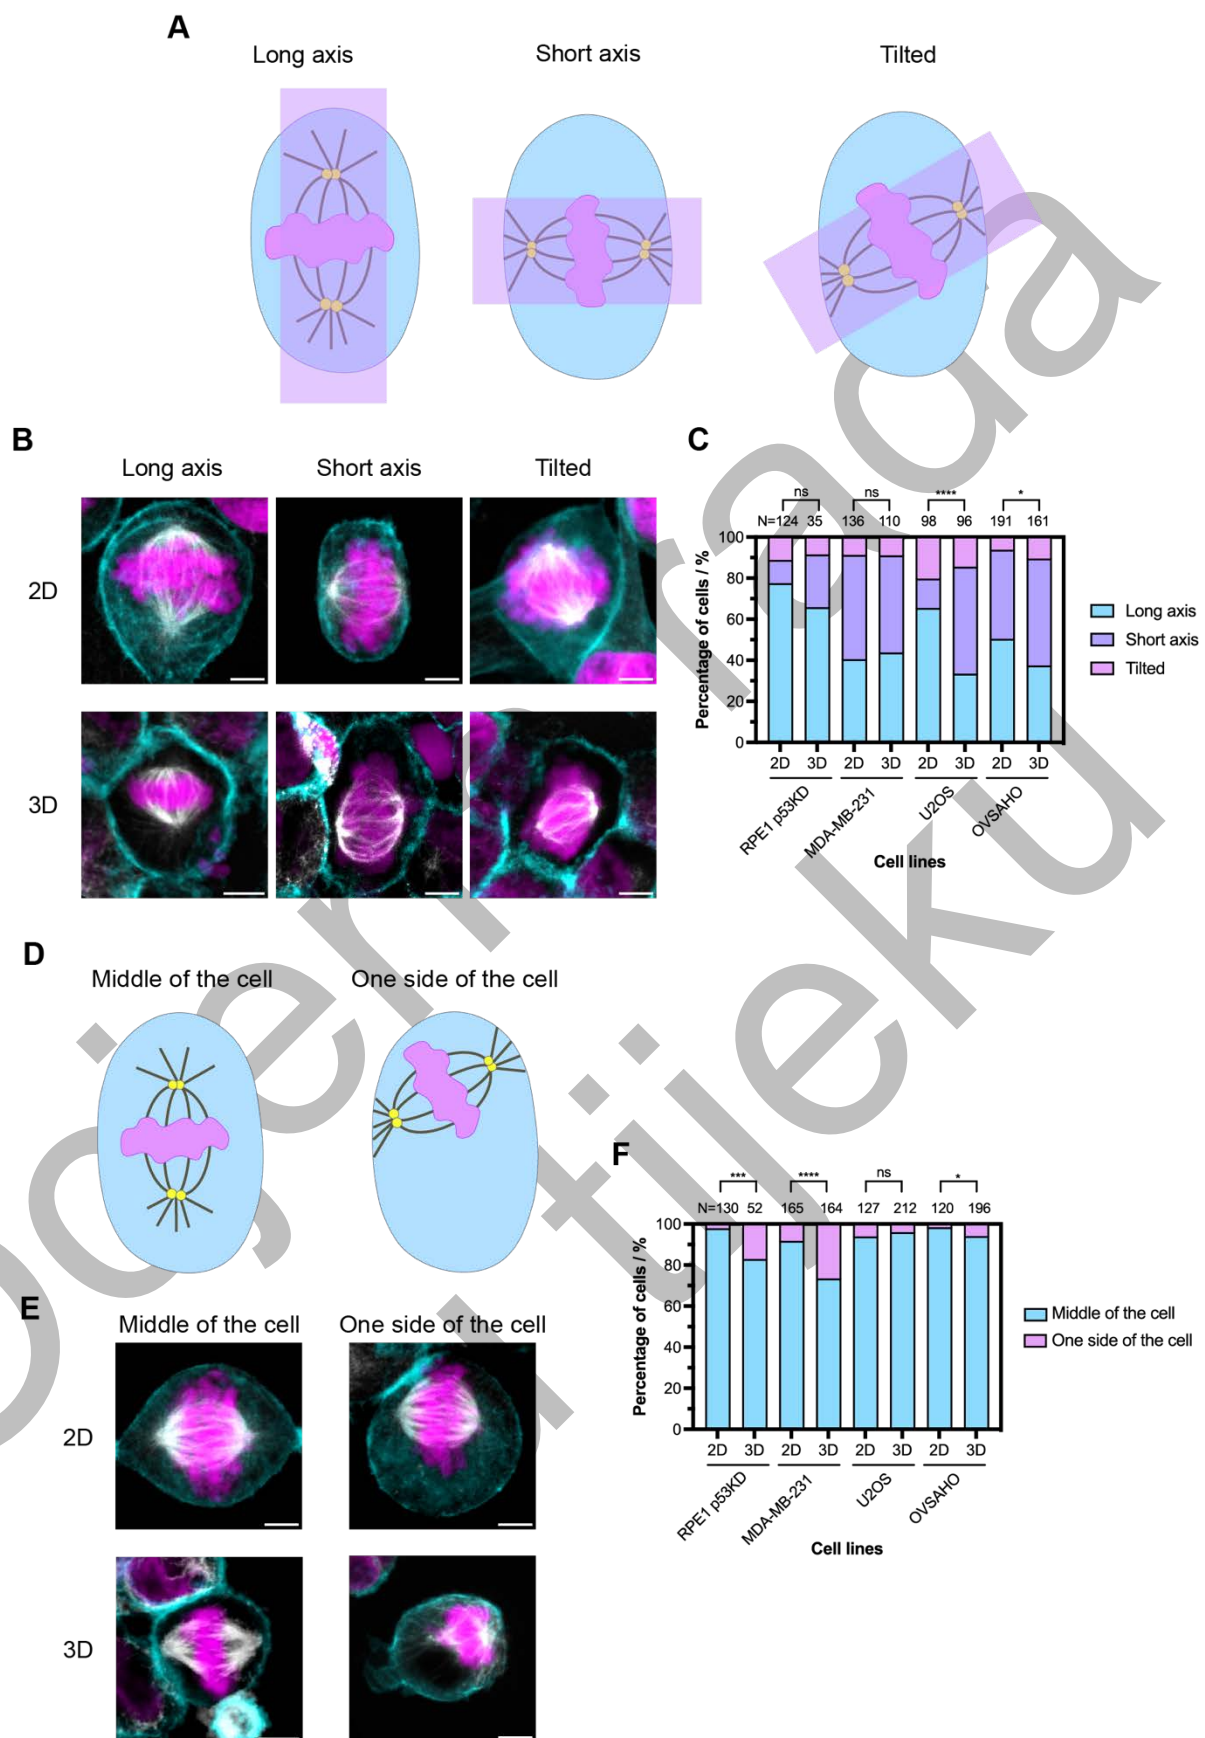 A
Long axis
Short axis
Tilted
B
Long axis
Short axis
Tilted
2D
3D
C
ns
ns
****
*
N=124 35 136 110 98 96 191 161
100
80
60
40
20
0
Percentage of cells / %
2D 3D 2D 3D 2D 3D 2D 3D
RPE1 p53KD
MDA-MB-231
U2OS
OVSAHO
Cell lines
Long axis
Short axis
Tilted
D
Middle of the cell
One side of the cell
E
Middle of the cell
One side of the cell
2D
3D
F
***
****
ns
*
N=130 52 165 164 127 212 120 196
100
80
60
40
20
0
Percentage of cells / %
2D 3D 2D 3D 2D 3D 2D 3D
RPE1 p53KD
MDA-MB-231
U2OS
OVSAHO
Cell lines
Middle of the cell
One side of the cell
u tijeku